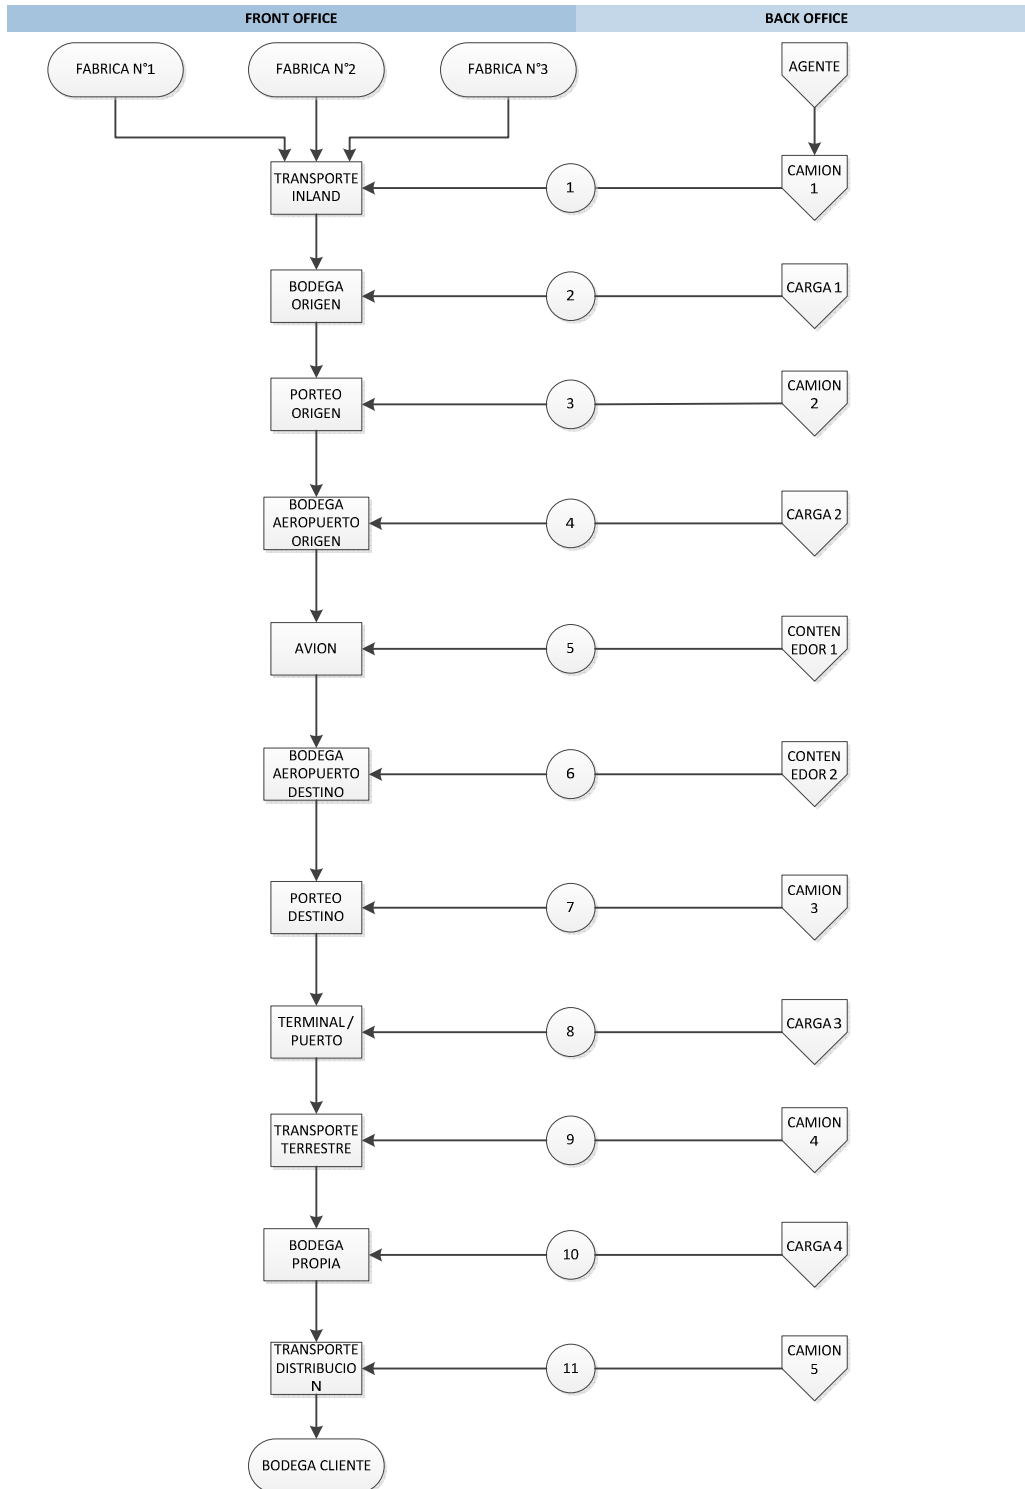 FRONT OFFICE
BACK OFFICE
FABRICA N°1
FABRICA N°2
FABRICA N°3
AGENTE
TRANSPORTE
INLAND
1
CAMION
1
BODEGA
ORIGEN
2
CARGA 1
PORTEO
ORIGEN
3
CAMION
2
BODEGA
AEROPUERTO
ORIGEN
4
CARGA 2
AVION
5
CONTEN
EDOR 1
BODEGA
AEROPUERTO
DESTINO
6
CONTEN
EDOR 2
PORTEO
DESTINO
7
CAMION
3
TERMINAL /
PUERTO
8
CARGA 3
TRANSPORTE
TERRESTRE
9
CAMION
4
BODEGA
PROPIA
10
CARGA 4
TRANSPORTE
DISTRIBUCIO
N
11
CAMION
5
BODEGA CLIENTE